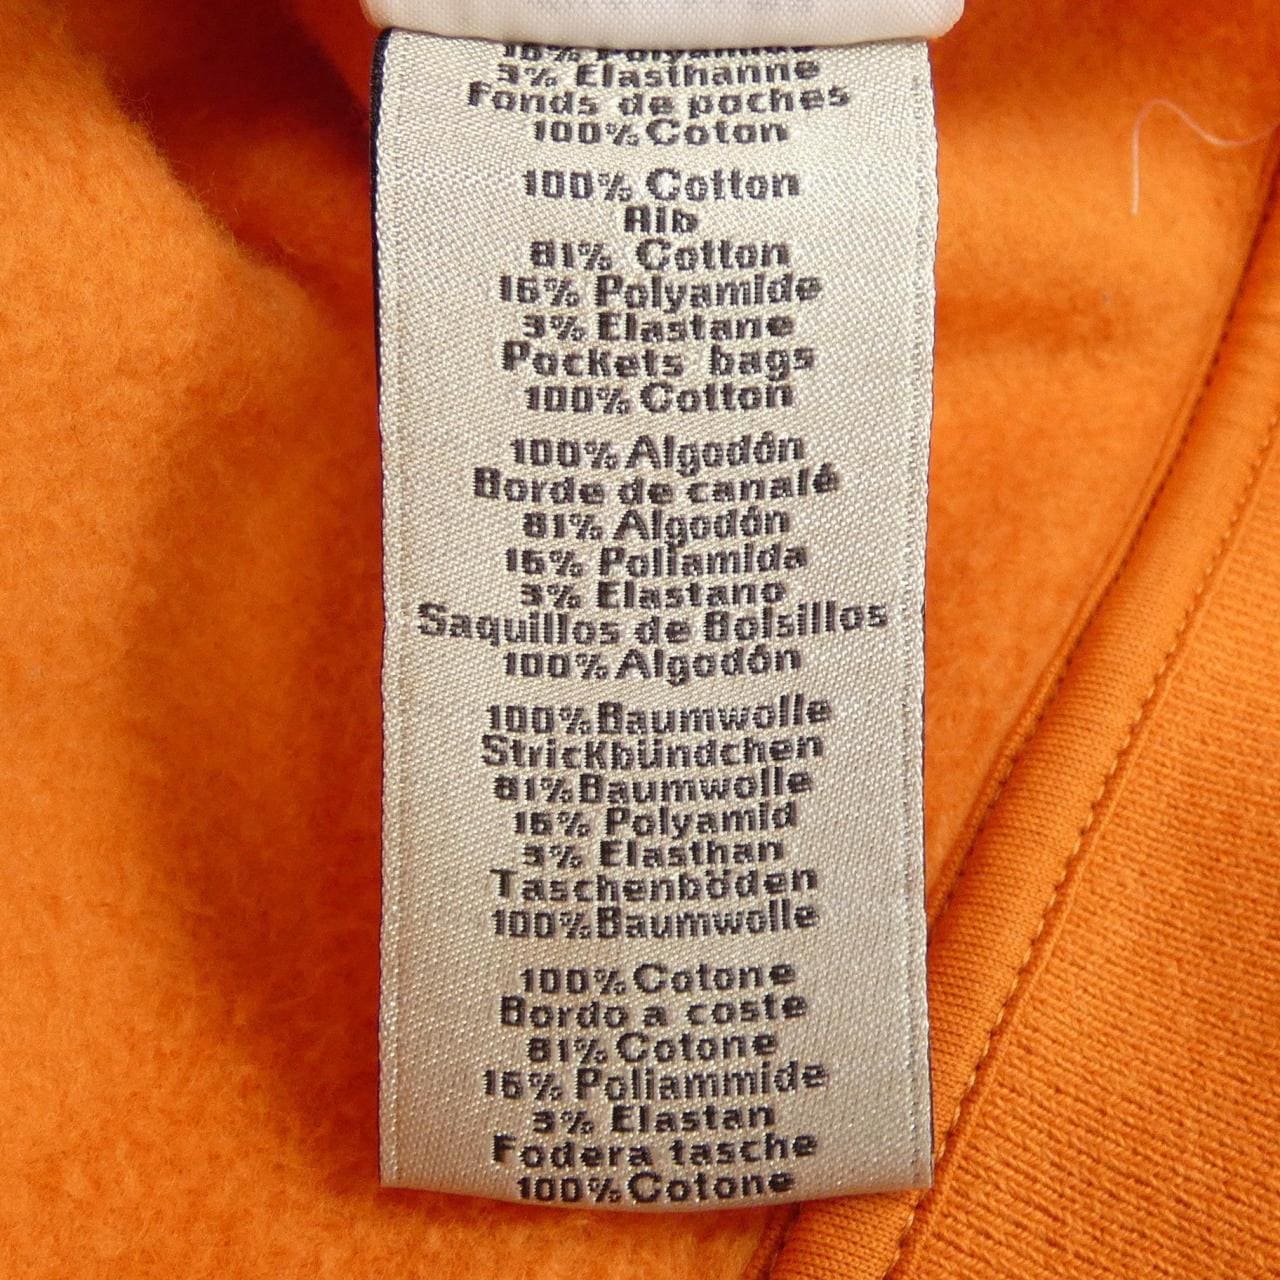 16% Polyamide
3% Elasthanne
Fonds de poches
100% Coton
100% Cotton
Rib
81% Cotton
16% Polyamide
3% Elastane
Pockets bags
100% Cotton
100% Algodón
Borde de canalé
81% Algodón
16% Poliamida
3% Elastano
Saquillos de Bolsillos
100% Algodón
100% Baumwolle
Strickbündchen
81% Baumwolle
16% Polyamid
3% Elasthan
Taschenböden
100% Baumwolle
100% Cotone
Bordo a coste
81% Cotone
16% Poliammide
3% Elastan
Fodera tasche
100% Cotone